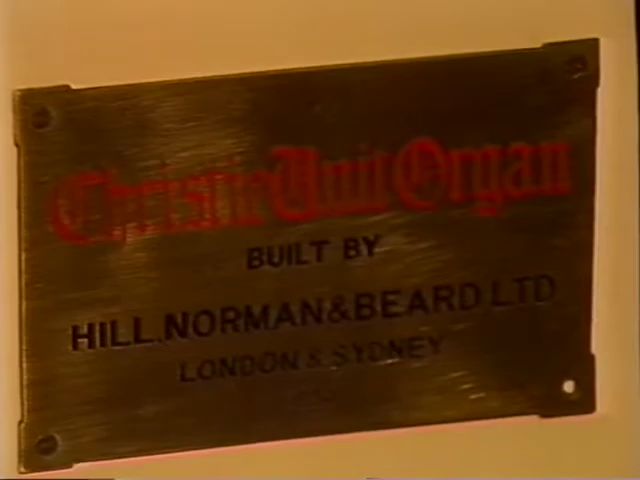 Christie Unit Organ
BUILT BY
HILL, NORMAN & BEARD LTD
LONDON & SYDNEY